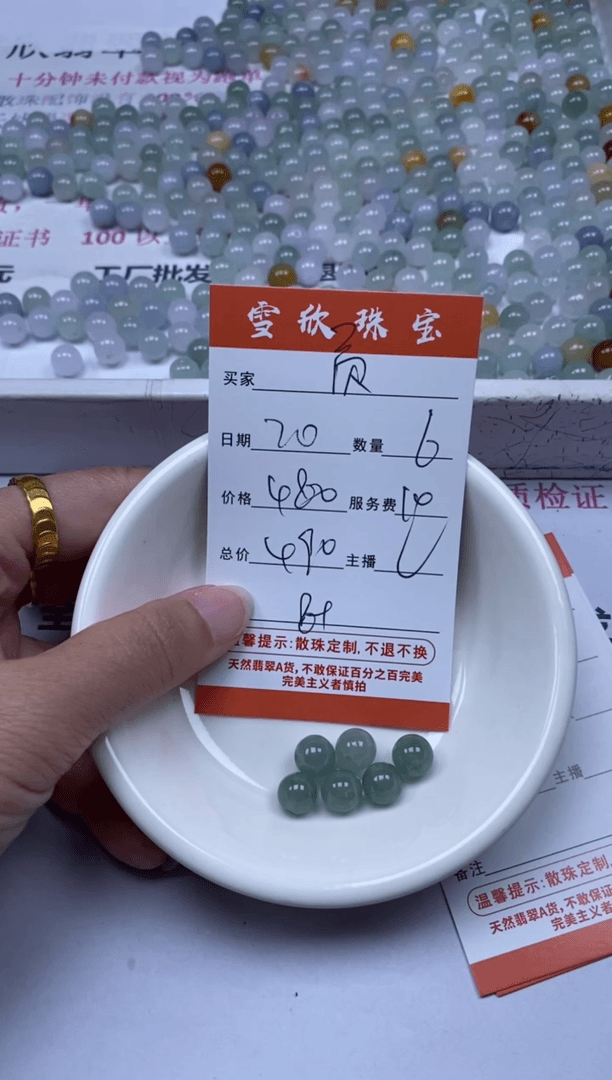 十分钟未付款视为跑单
证书 100以
工厂批发
雪欣珠宝
买家
日期 20 数量 6
价格 480 服务费 10
总价 490 主播
温馨提示:散珠定制,不退不换
天然翡翠A货,不敢保证百分之百完美
完美主义者慎拍
质检证
主播
备注
温馨提示:散珠定制,
天然翡翠A货,不敢保
完美主义者